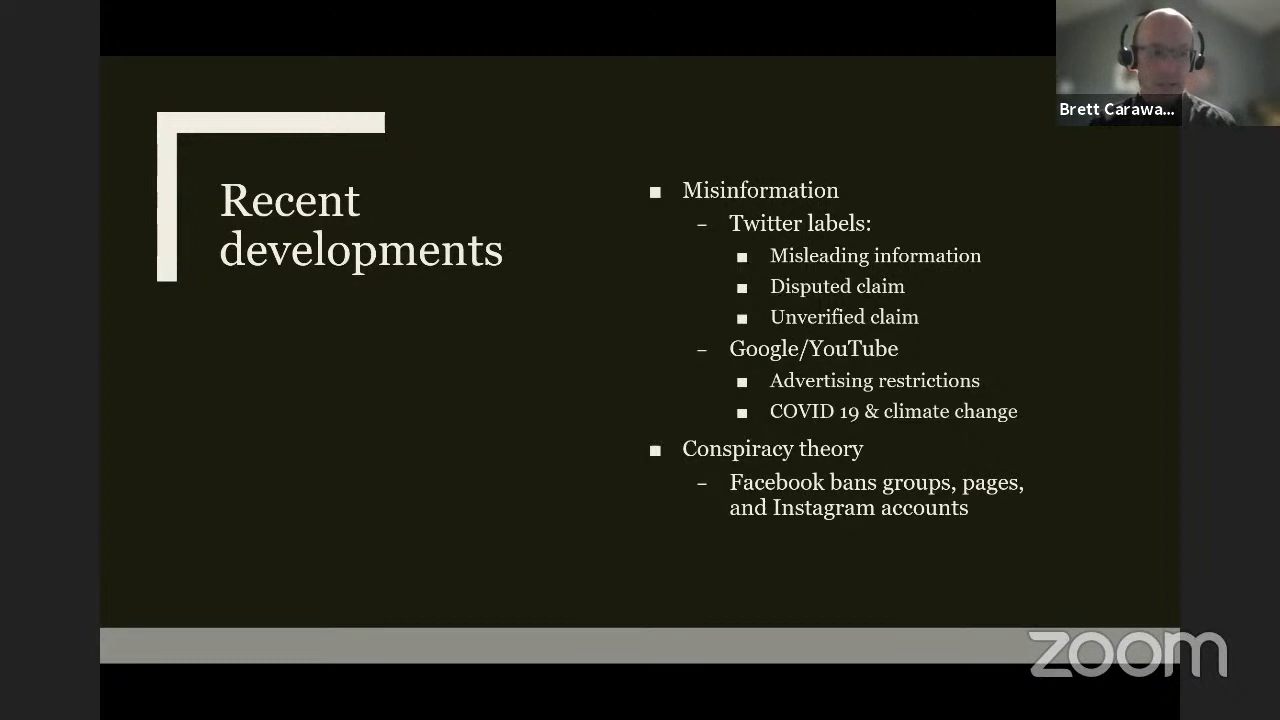 Brett Carawa...
Recent
developments
Misinformation
Twitter labels:
Misleading information
Disputed claim
Unverified claim
Google/YouTube
Advertising restrictions
COVID 19 & climate change
Conspiracy theory
Facebook bans groups, pages,
and Instagram accounts
zoom